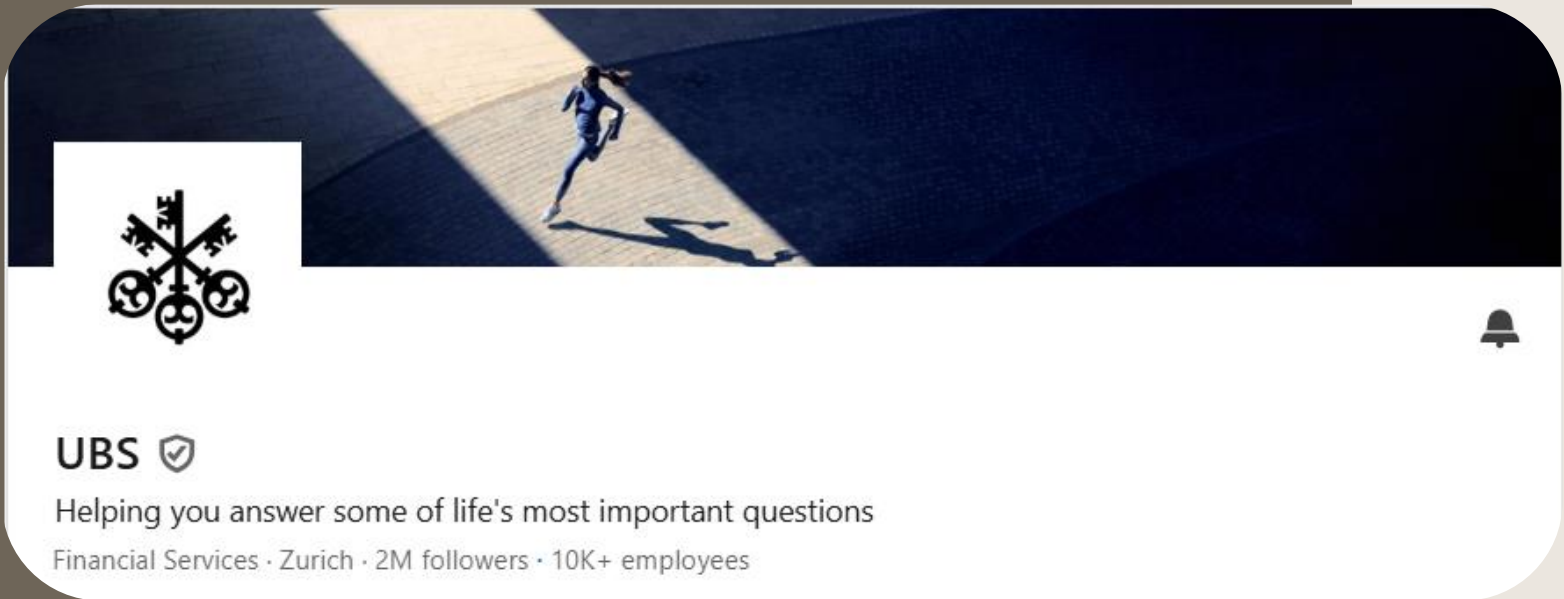 UBS
Helping you answer some of life's most important questions
Financial Services · Zurich · 2M followers · 10K+ employees